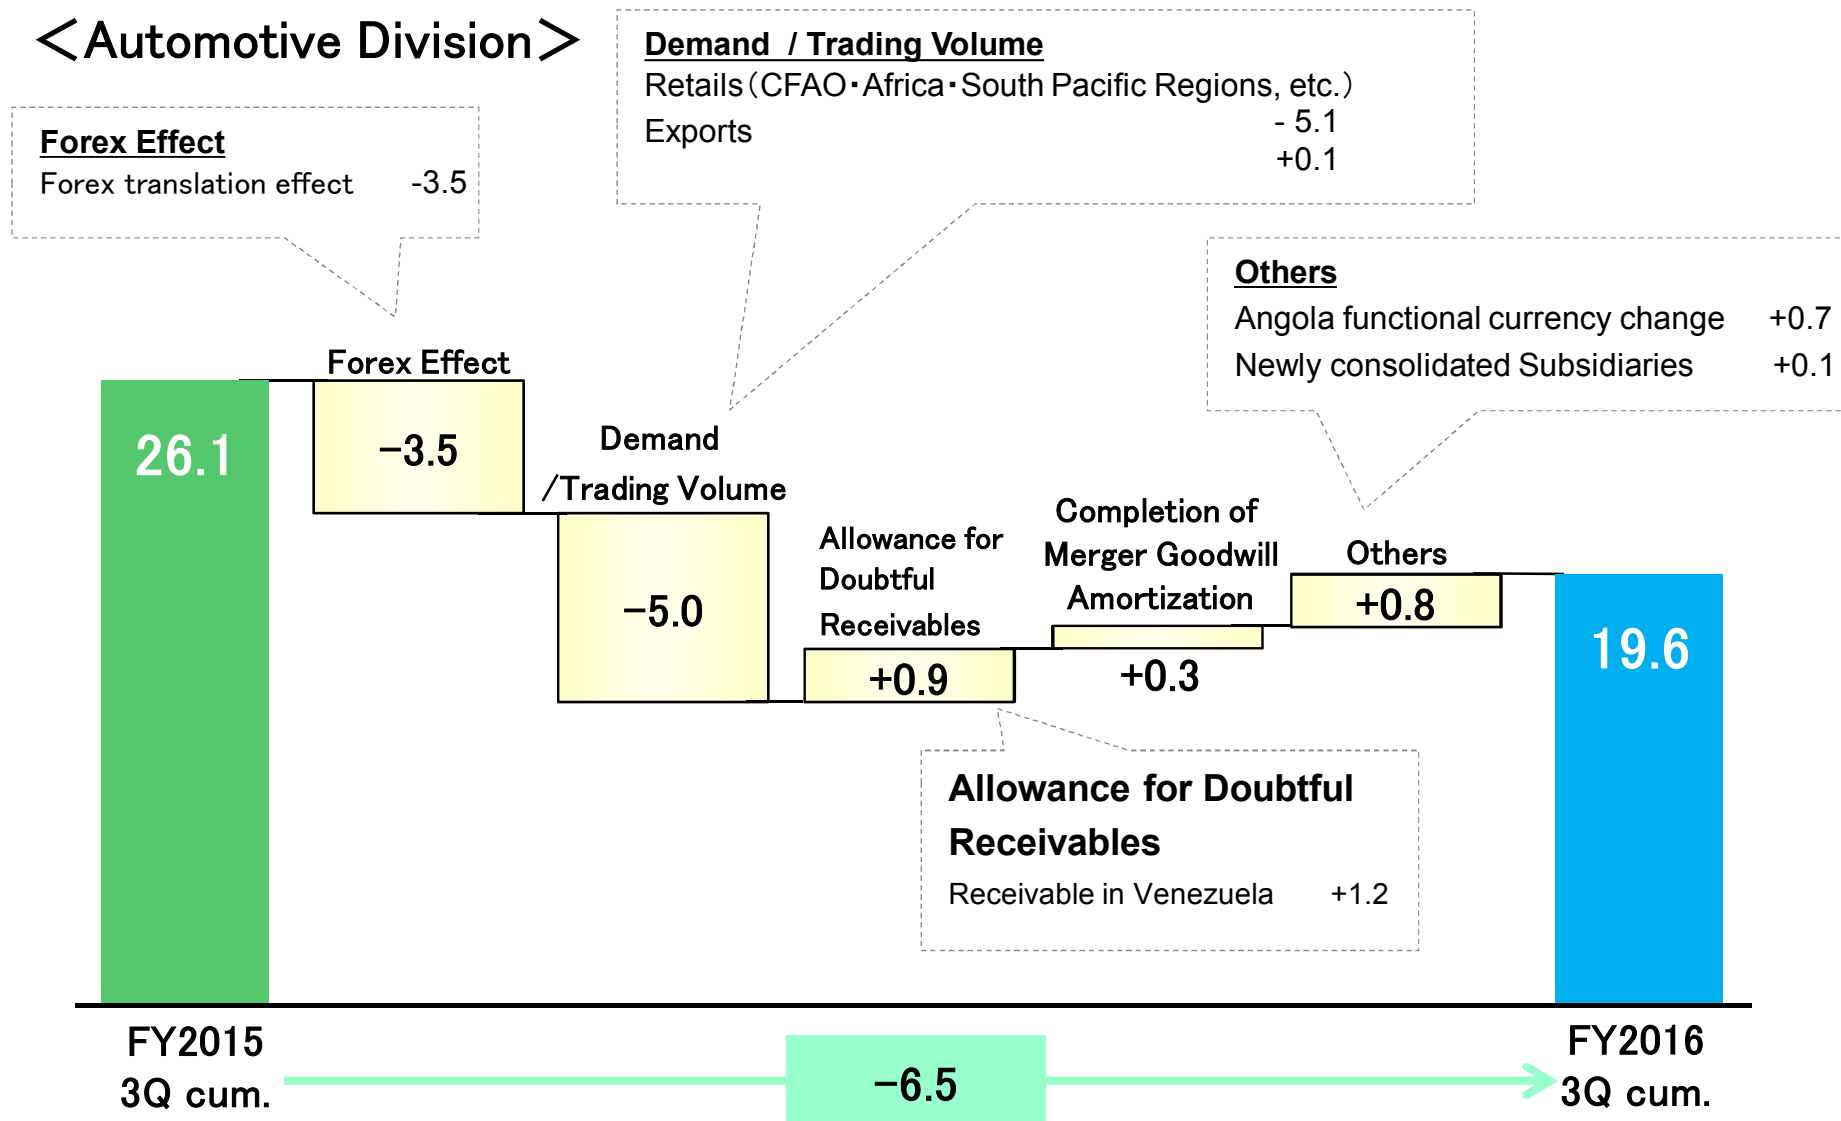 ＜Automotive Division＞
Demand / Trading Volume
Retails（CFAO・Africa・South Pacific Regions, etc.）
- 5.1
Exports
+0.1
Forex Effect
Forex translation effect -3.5
Others
Angola functional currency change +0.7
Newly consolidated Subsidiaries +0.1
Forex Effect
26.1
−3.5
Demand
/Trading Volume
−5.0
Allowance for
Doubtful
Receivables
+0.9
Completion of
Merger Goodwill
Amortization
+0.3
Others
+0.8
19.6
Allowance for Doubtful
Receivables
Receivable in Venezuela +1.2
FY2015
3Q cum.
−6.5
FY2016
3Q cum.